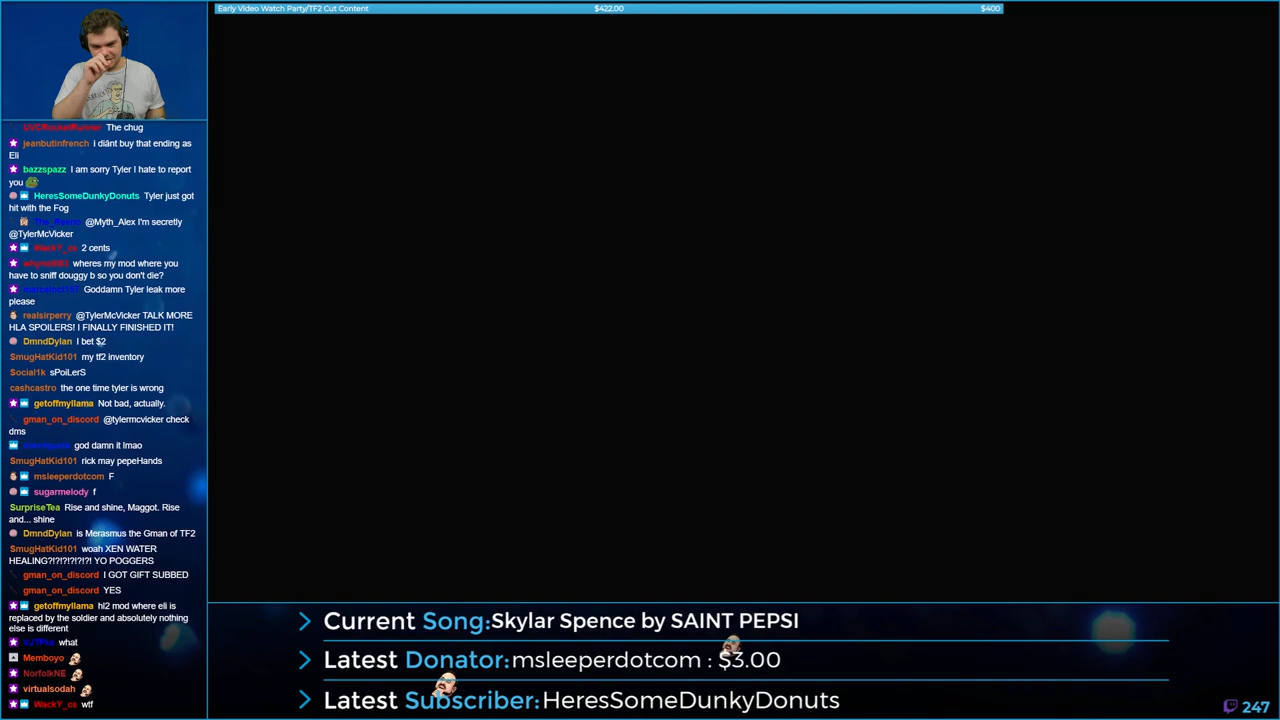 Early Video Watch Party/TF2 Cut Content $422.00 $400
The chug
jeanbutinfrench i diânt buy that ending as
Eli
bazzspazz I am sorry Tyler I hate to report
you
HeresSomeDunkyDonuts Tyler just got
hit with the Fog
@Myth_Alex I'm secretly
@TylerMcVicker
WackY_cs 2 cents
wheres my mod where you
have to sniff douggy b so you don't die?
Goddamn Tyler leak more
please
realsirperry @TylerMcVicker TALK MORE
HLA SPOILERS! I FINALLY FINISHED IT!
DmndDylan I bet $2
SmugHatKid101 my tf2 inventory
Social1k sPoiLerS
cashcastro the one time tyler is wrong
getoffmyllama Not bad, actually.
gman_on_discord @tylermcvicker check
dms
god damn it lmao
SmugHatKid101 rick may pepeHands
msleeperdotcom F
sugarmelody f
SurpriseTea Rise and shine, Maggot. Rise
and... shine
DmndDylan is Merasmus the Gman of TF2
SmugHatKid101 woah XEN WATER
HEALING?!?!?!?!?!?! YO POGGERS
gman_on_discord I GOT GIFT SUBBED
gman_on_discord YES
getoffmyllama hl2 mod where eli is
replaced by the soldier and absolutely nothing
else is different
what
Memboyo
NorfolkNE
virtualsodah
WackY_cs wtf
Current Song:Skylar Spence by SAINT PEPSI
Latest Donator:msleeperdotcom : $3.00
Latest Subscriber:HeresSomeDunkyDonuts
247